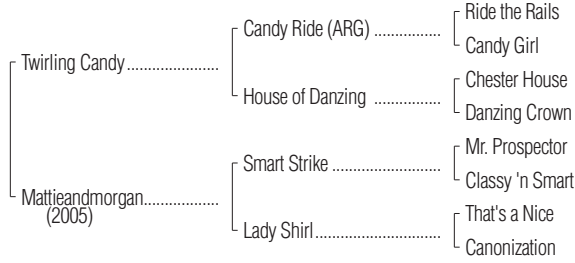 Ride the Rails
Candy Ride (ARG) ................
Candy Girl
Twirling Candy ......................
Chester House
House of Danzing ................
Danzing Crown
Mr. Prospector
Smart Strike ..........................
Classy 'n Smart
Mattieandmorgan..................
(2005)
That's a Nice
Lady Shirl..............................
Canonization